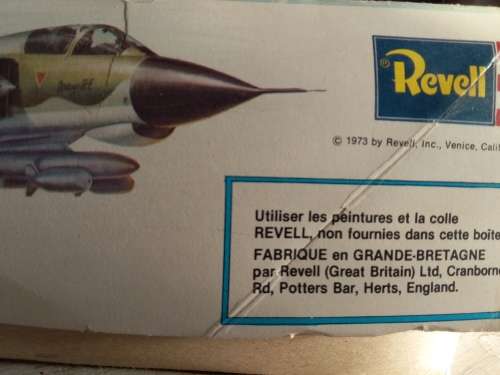 Revell
© 1973 by Revell, Inc., Venice, Calif
Utiliser les peintures et la colle
REVELL, non fournies dans cette boîte
FABRIQUE en GRANDE-BRETAGNE
par Revell (Great Britain) Ltd, Cranborne
Rd, Potters Bar, Herts, England.